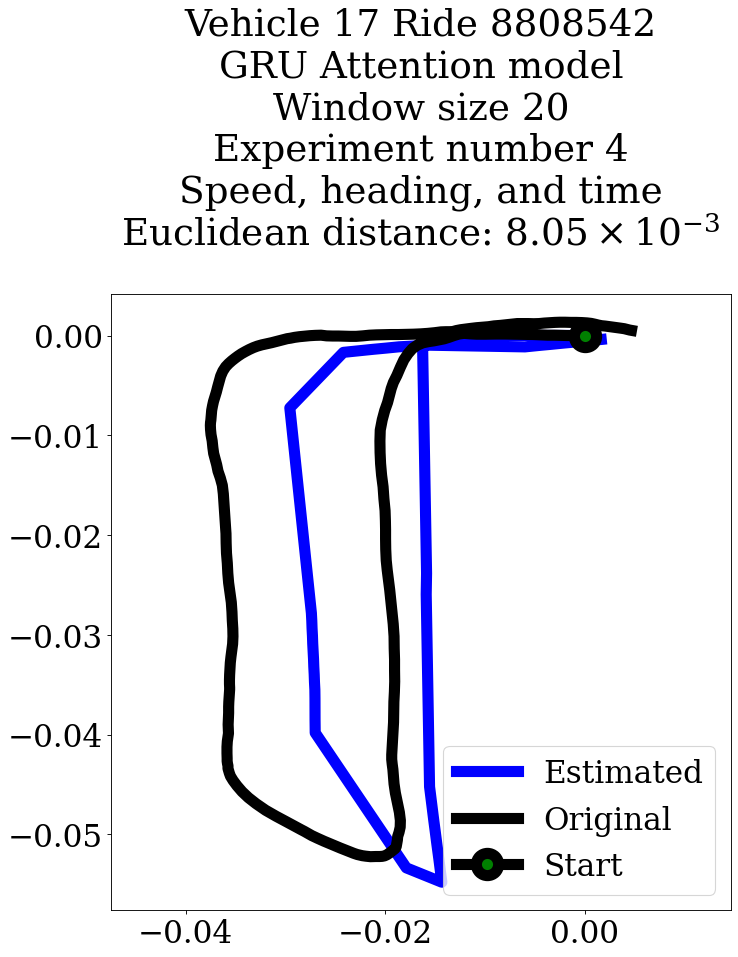 Vehicle 17 Ride 8808542
GRU Attention model
Window size 20
Experiment number 4
Speed, heading, and time
Euclidean distance: 8.05 × 10⁻³
0.00
−0.01
−0.02
−0.03
−0.04
−0.05
Estimated
Original
Start
−0.04 −0.02 0.00